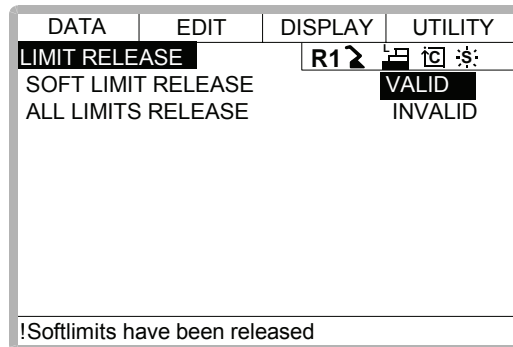 DATA EDIT DISPLAY UTILITY
LIMIT RELEASE R1 L C S
SOFT LIMIT RELEASE VALID
ALL LIMITS RELEASE INVALID
!Softlimits have been released